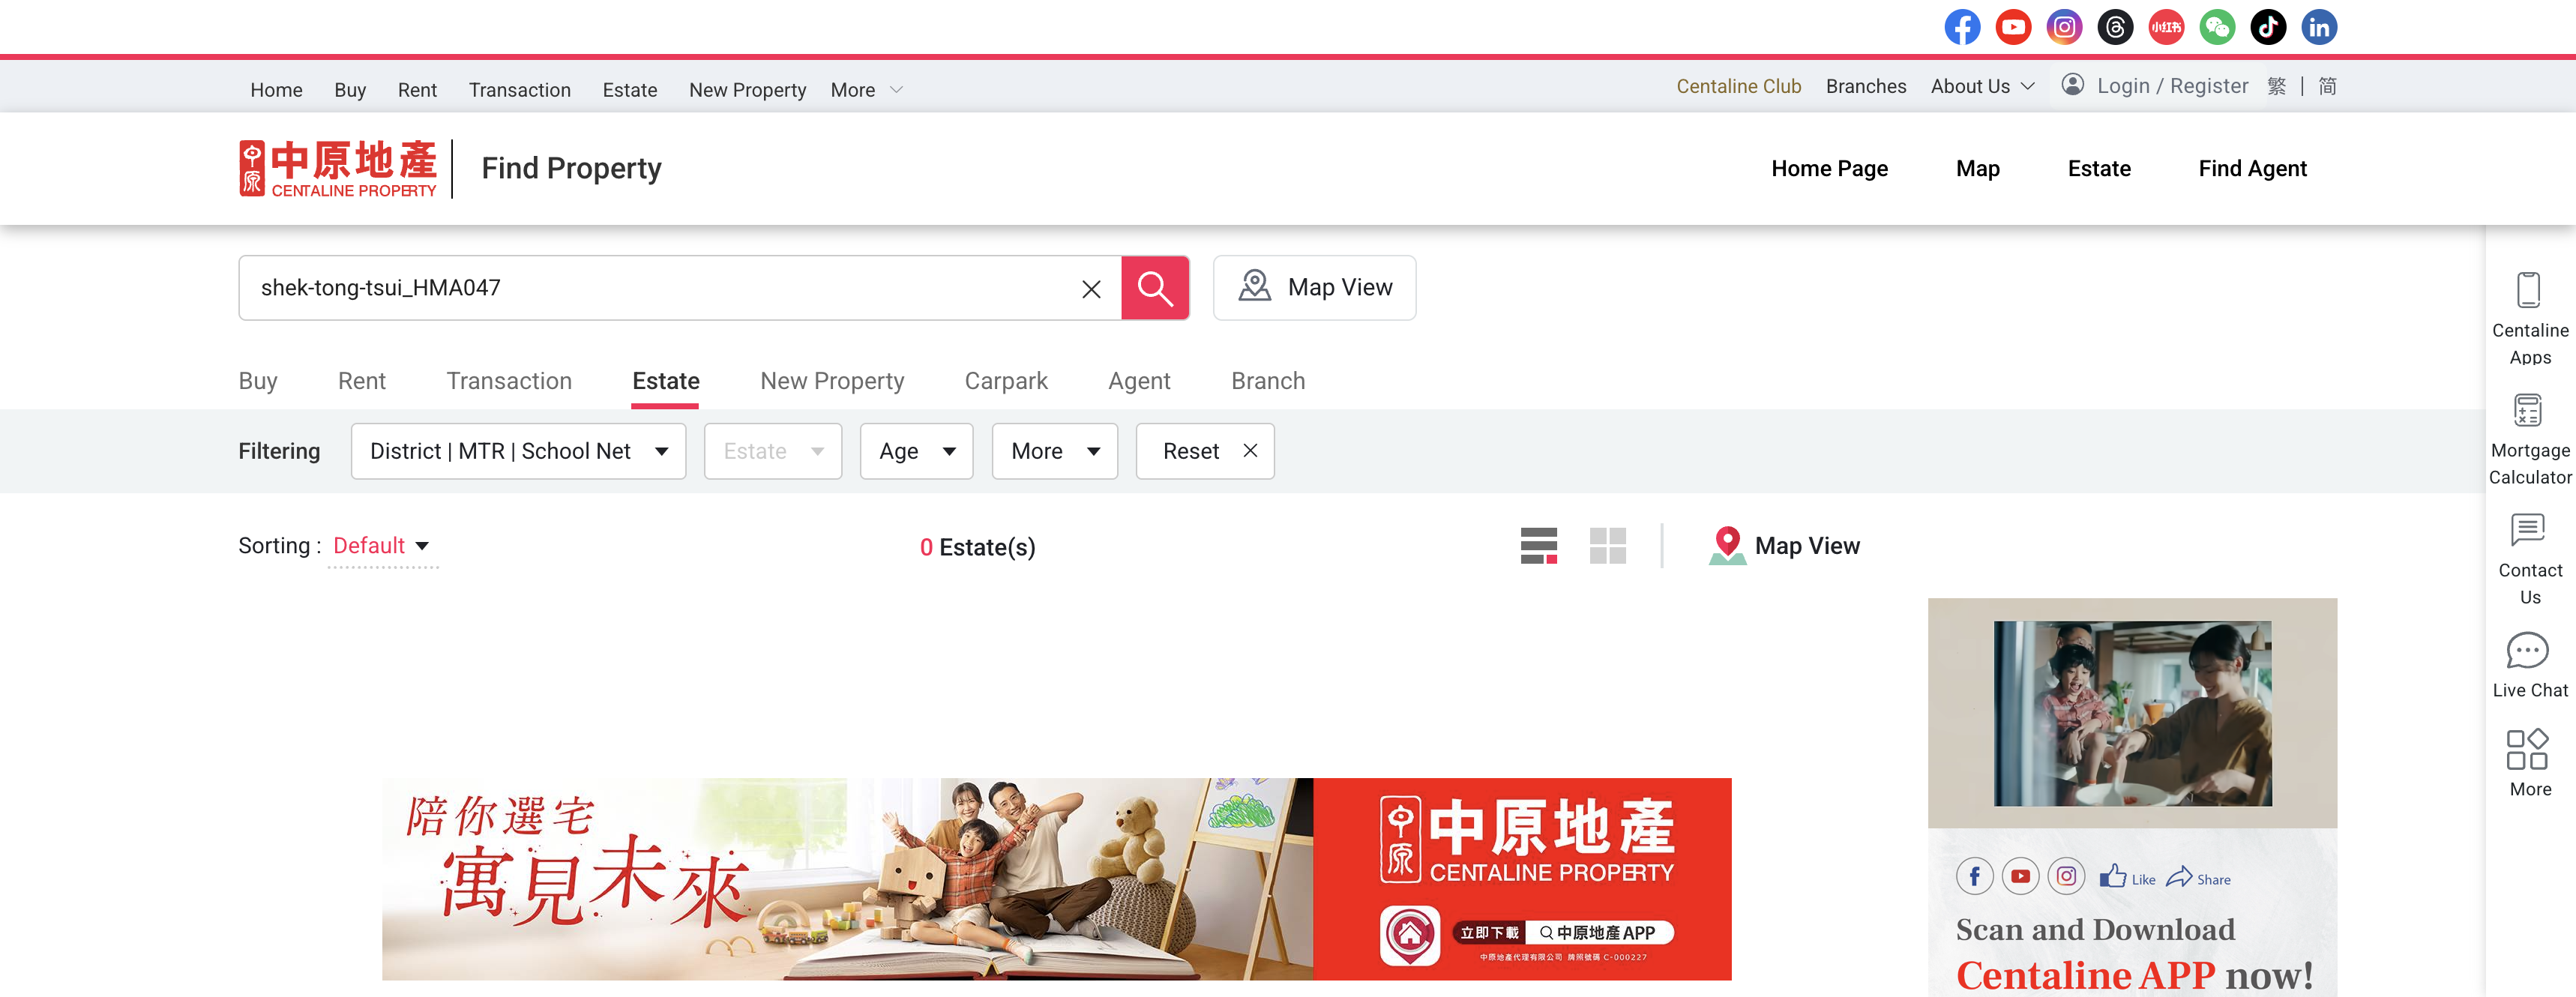 小红书
Home Buy Rent Transaction Estate New Property More
Centaline Club Branches About Us Login / Register 繁 | 简
中原 中原地產
CENTALINE PROPERTY
Find Property
Home Page Map Estate Find Agent
shek-tong-tsui_HMA047
Map View
Buy Rent Transaction Estate New Property Carpark Agent Branch
Filtering District | MTR | School Net Estate Age More Reset
Sorting : Default
0 Estate(s)
Map View
陪你選宅
寓見未來
中原 中原地產
CENTALINE PROPERTY
立即下載 中原地產 APP
中原地產代理有限公司 牌照號碼 C-000227
Like Share
Scan and Download
Centaline APP now!
Centaline
Apps
Mortgage
Calculator
Contact
Us
Live Chat
More